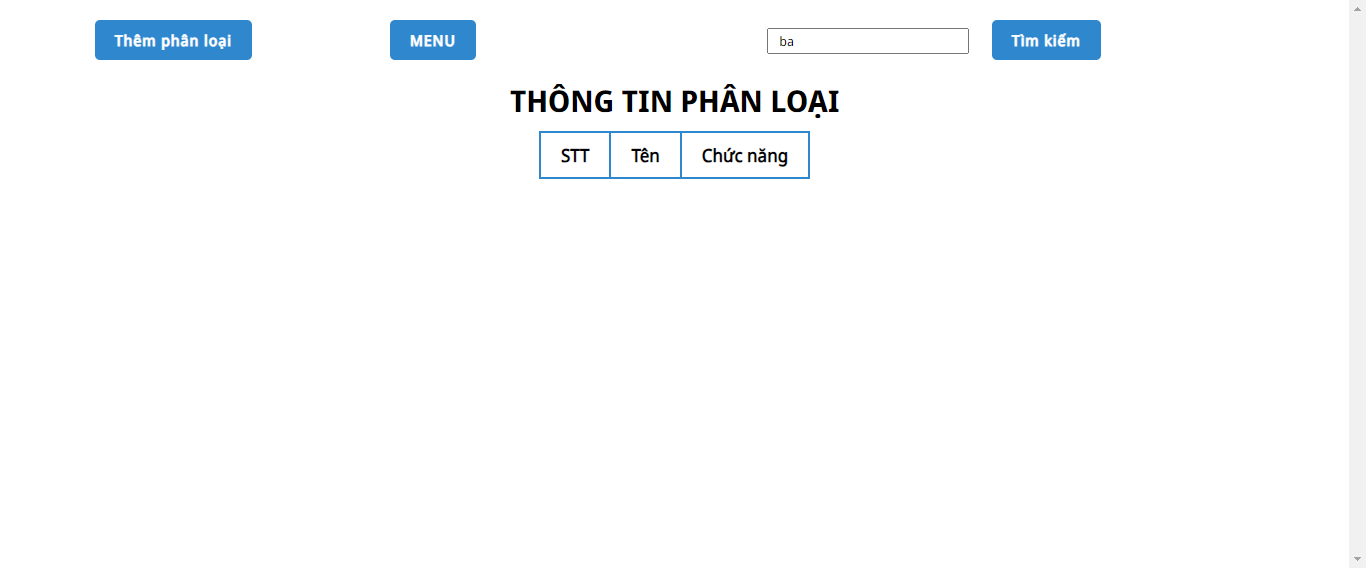 Thêm phân loại MENU ba Tìm kiếm
THÔNG TIN PHÂN LOẠI
STT Tên Chức năng